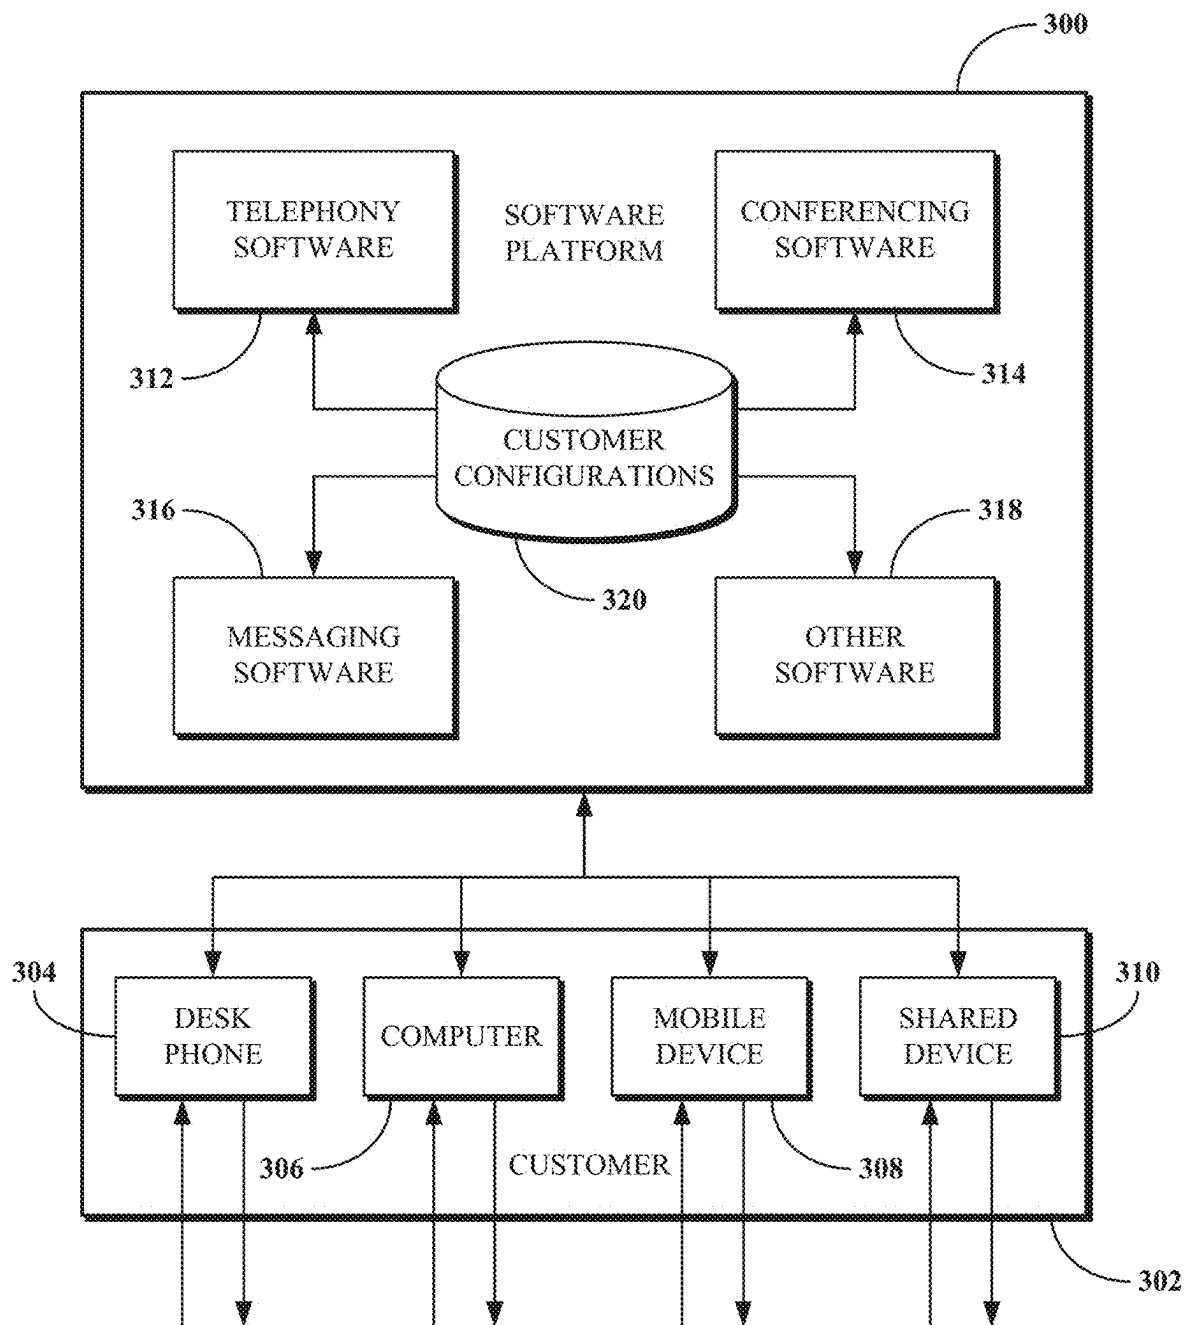 300
TELEPHONY
SOFTWARE
SOFTWARE
PLATFORM
CONFERENCING
SOFTWARE
312
314
CUSTOMER
CONFIGURATIONS
316
318
320
MESSAGING
SOFTWARE
OTHER
SOFTWARE
304
310
DESK
PHONE
COMPUTER
MOBILE
DEVICE
SHARED
DEVICE
306
CUSTOMER
308
302